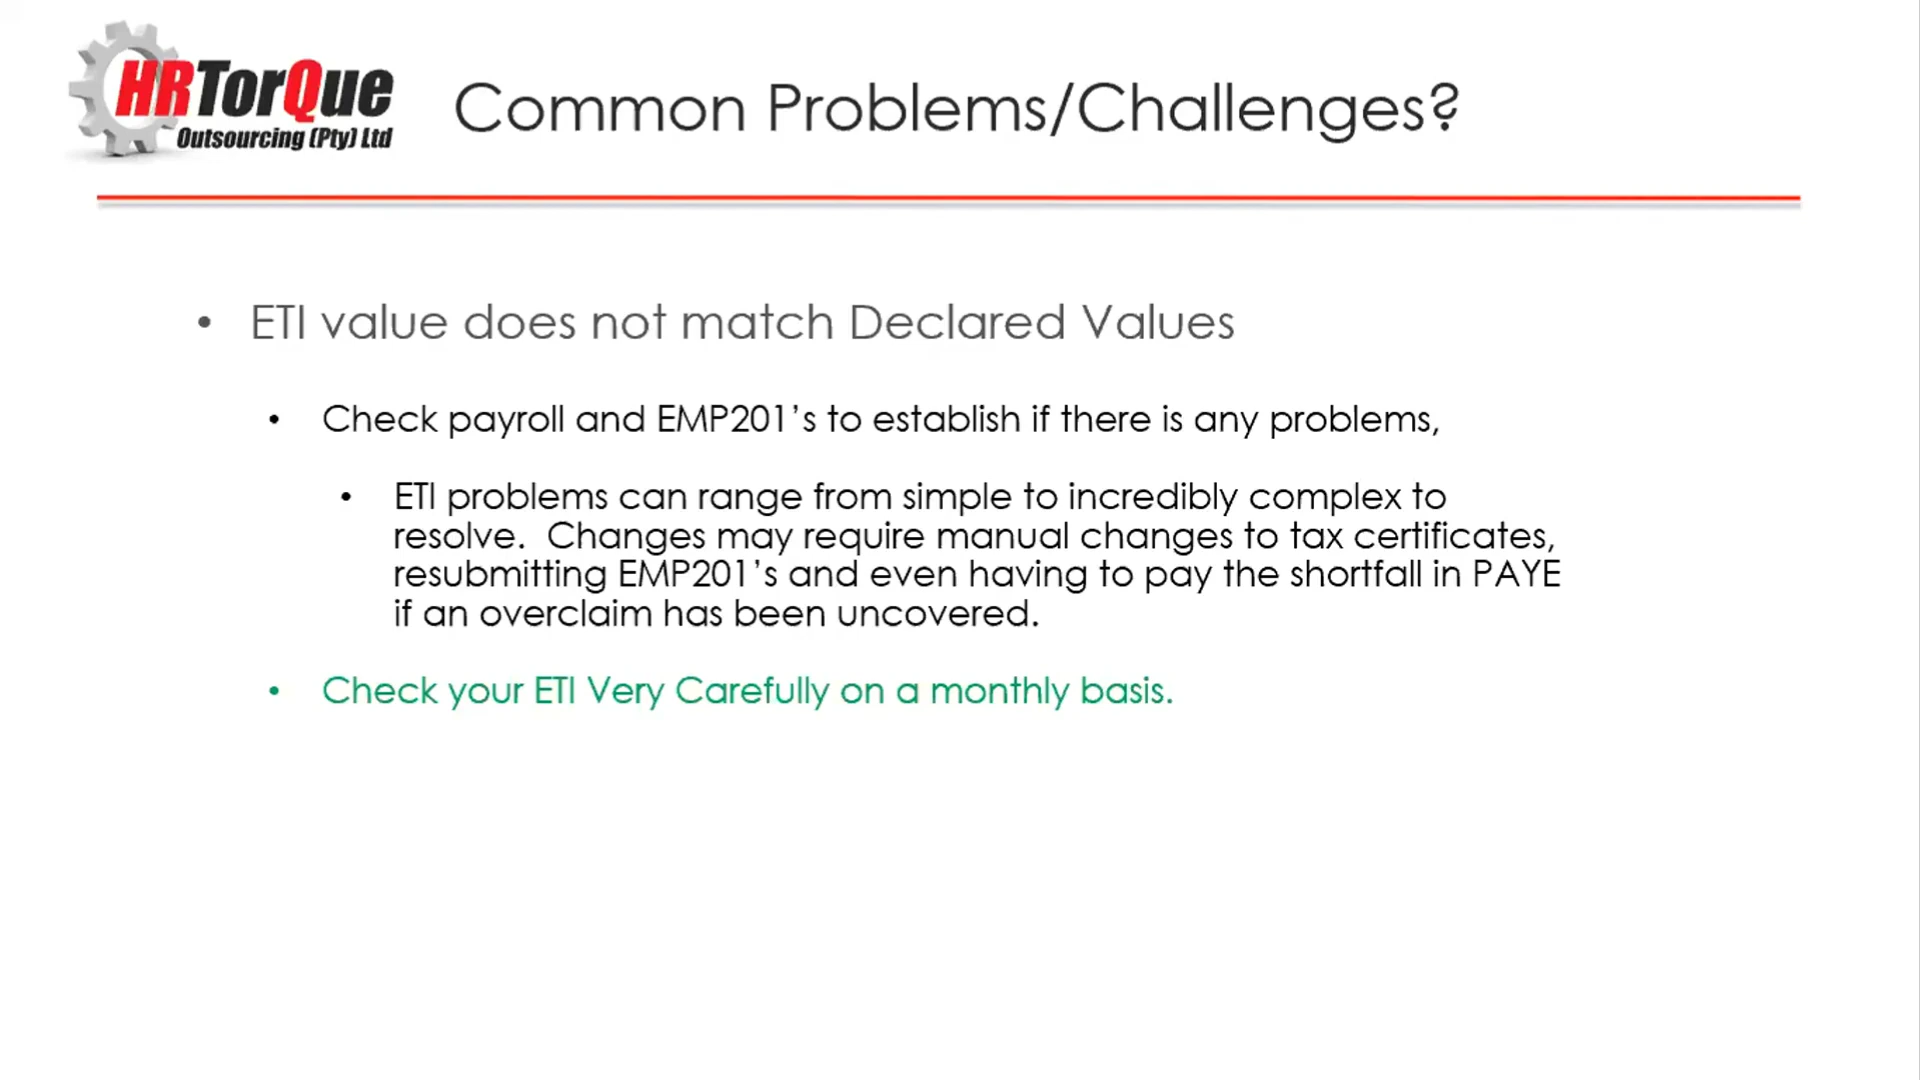 HRTorQue
Outsourcing (Pty) Ltd
Common Problems/Challenges?
• ETI value does not match Declared Values
• Check payroll and EMP201’s to establish if there is any problems,
• ETI problems can range from simple to incredibly complex to
resolve.  Changes may require manual changes to tax certificates,
resubmitting EMP201’s and even having to pay the shortfall in PAYE
if an overclaim has been uncovered.
• Check your ETI Very Carefully on a monthly basis.